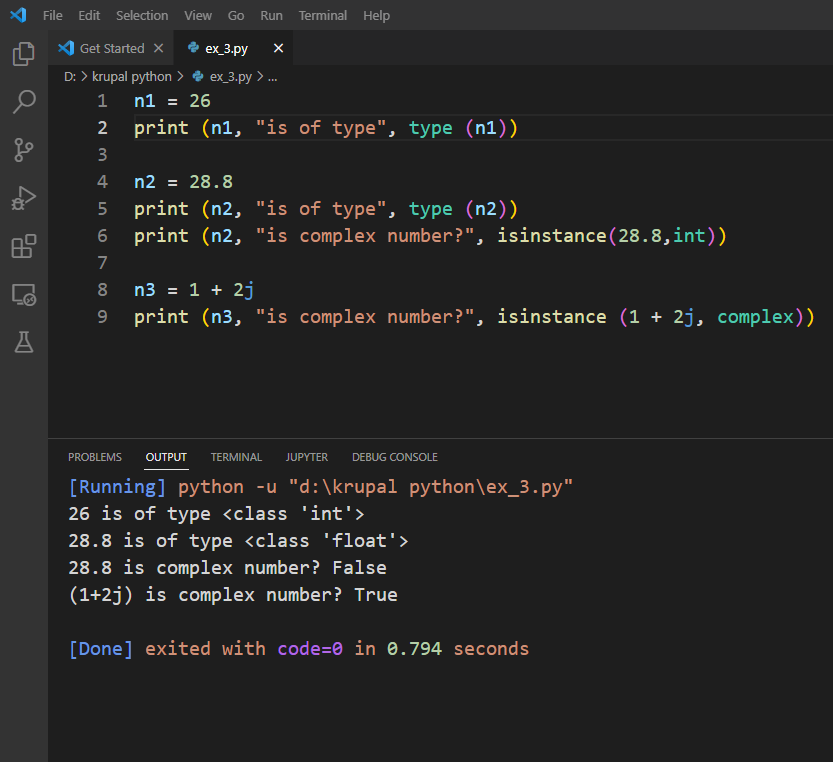 File Edit Selection View Go Run Terminal Help
Get Started ex_3.py
D: > krupal python > ex_3.py > ...
1 n1 = 26
2 print (n1, "is of type", type (n1))
3
4 n2 = 28.8
5 print (n2, "is of type", type (n2))
6 print (n2, "is complex number?", isinstance(28.8,int))
7
8 n3 = 1 + 2j
9 print (n3, "is complex number?", isinstance (1 + 2j, complex))
PROBLEMS OUTPUT TERMINAL JUPYTER DEBUG CONSOLE
[Running] python -u "d:\krupal python\ex_3.py"
26 is of type <class 'int'>
28.8 is of type <class 'float'>
28.8 is complex number? False
(1+2j) is complex number? True
[Done] exited with code=0 in 0.794 seconds